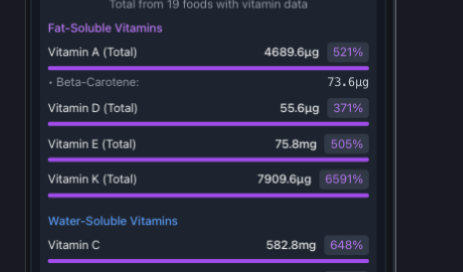 Total from 19 foods with vitamin data
Fat-Soluble Vitamins
Vitamin A (Total) 4689.6μg 521%
• Beta-Carotene: 73.6μg
Vitamin D (Total) 55.6μg 371%
Vitamin E (Total) 75.8mg 505%
Vitamin K (Total) 7909.6μg 6591%
Water-Soluble Vitamins
Vitamin C 582.8mg 648%